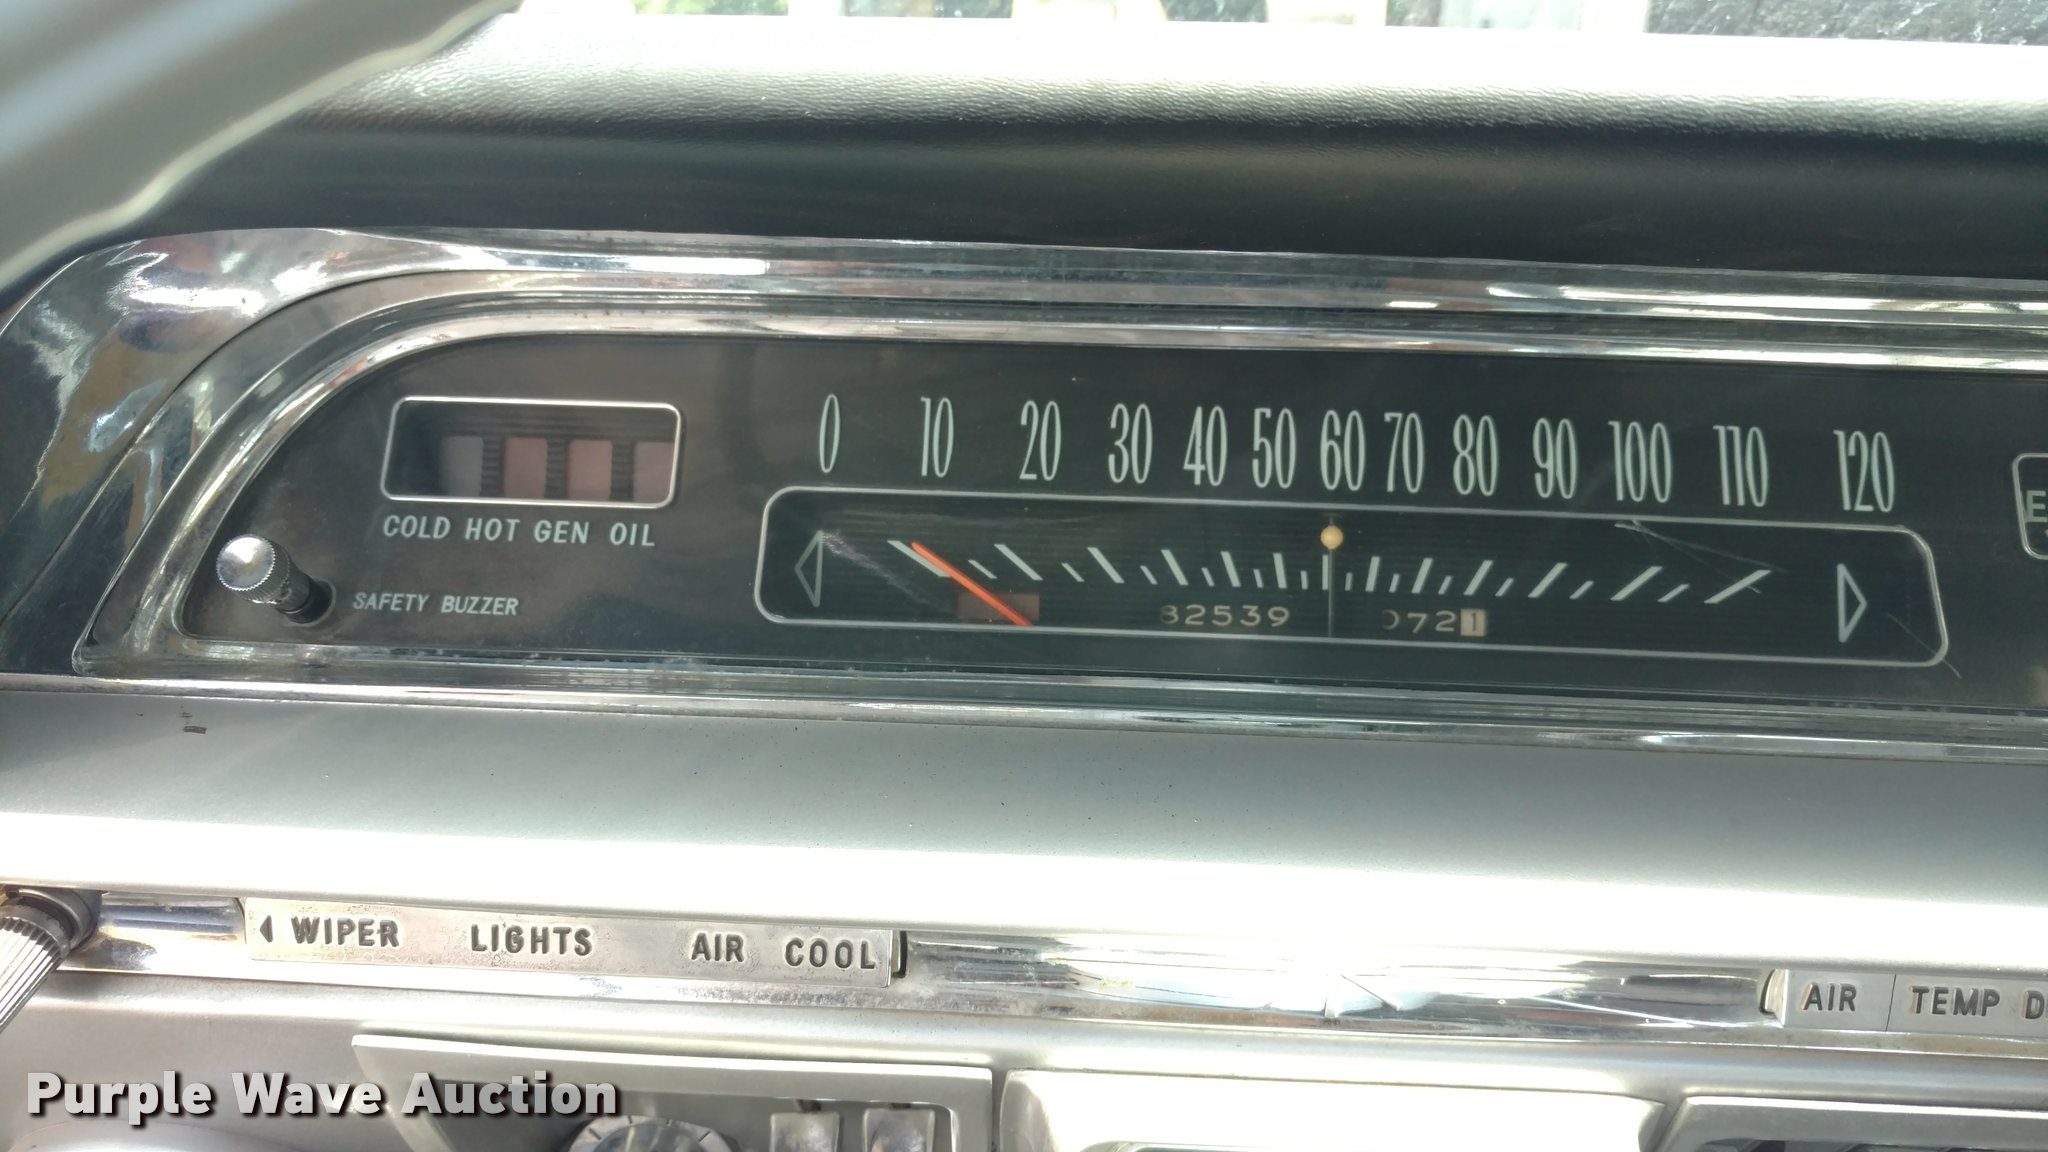 0 10 20 30 40 50 60 70 80 90 100 110 120
COLD HOT GEN OIL
SAFETY BUZZER
82539 0721
E
WIPER LIGHTS AIR COOL
AIR TEMP D
Purple Wave Auction